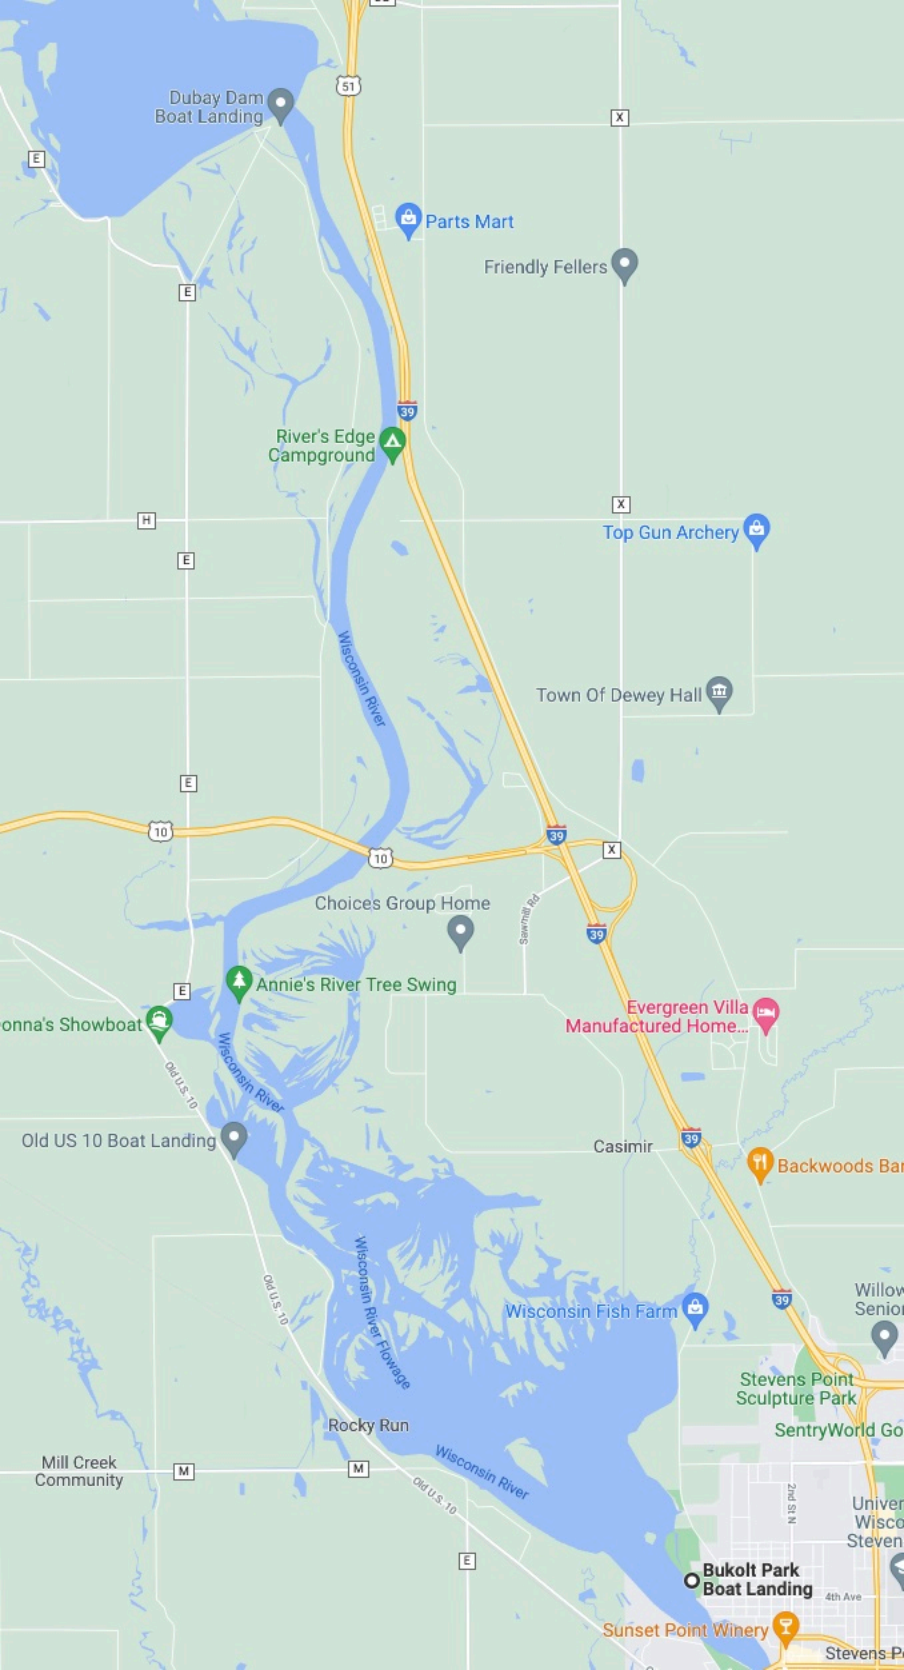 51
Dubay Dam
Boat Landing
X
E
Parts Mart
Friendly Fellers
E
39
River's Edge
Campground
X
H
Top Gun Archery
E
Wisconsin River
Town Of Dewey Hall
E
10
39
10
X
Choices Group Home
Sawmill Rd
39
Annie's River Tree Swing
E
Evergreen Villa
Manufactured Home...
onna's Showboat
Wisconsin River
Old U.S. 10
Old US 10 Boat Landing
39
Casimir
Backwoods Bar
Wisconsin River Flowage
Old U.S. 10
39
Willow
Senior
Wisconsin Fish Farm
Stevens Point
Sculpture Park
Rocky Run
SentryWorld Go
Mill Creek
Community
M
M
Wisconsin River
Old U.S. 10
2nd St N
Univer
Wisco
Steven
E
Bukolt Park
Boat Landing
4th Ave
Sunset Point Winery
Stevens Po